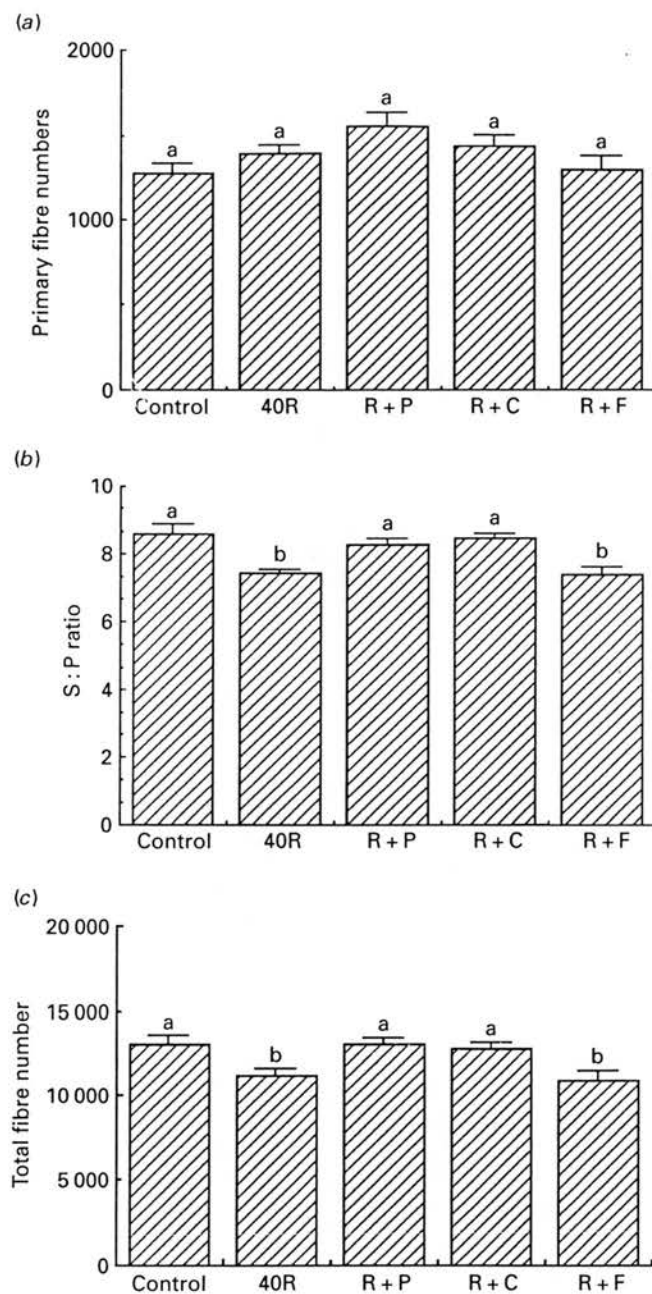 (a)
2000
1000
0
Primary fibre numbers
a
a
a
a
a
Control 40R R + P R + C R + F
(b)
10
8
6
4
2
0
S:P ratio
a
b
a
a
b
Control 40R R + P R + C R + F
(c)
20 000
15 000
10 000
5 000
0
Total fibre number
a
b
a
a
b
Control 40R R + P R + C R + F